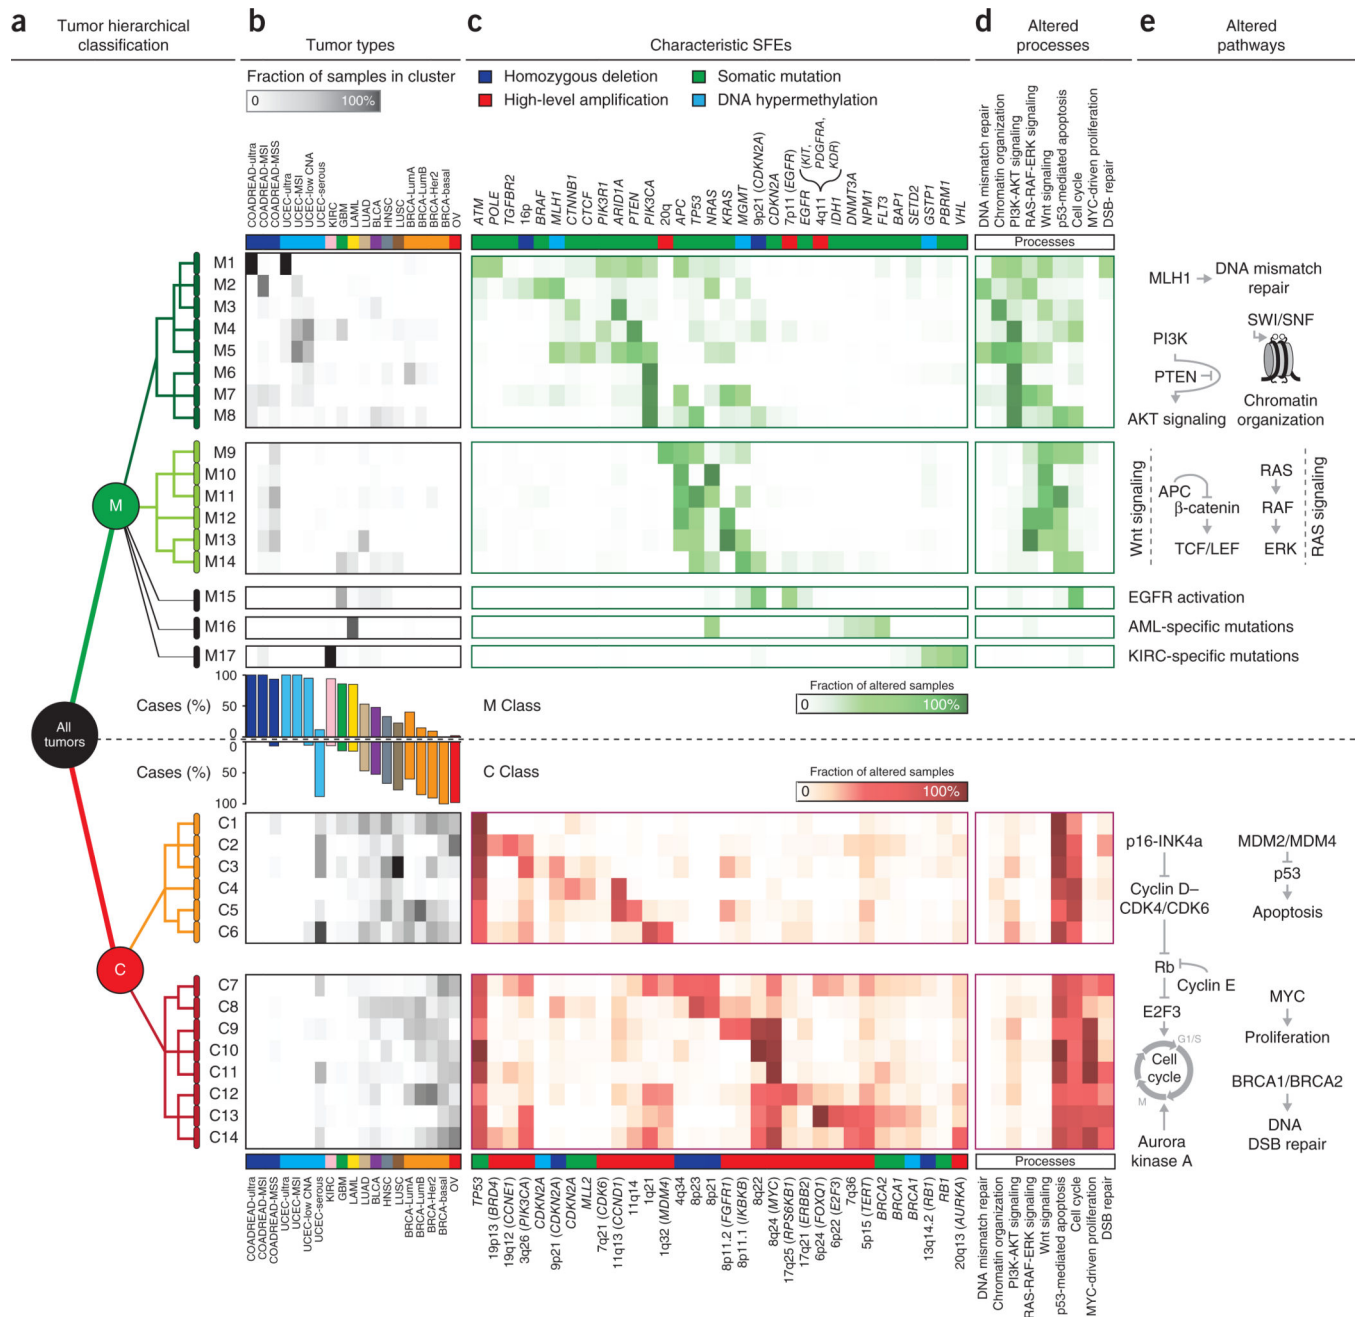 a
Tumor hierarchical
classification
b
Tumor types
c
Characteristic SFEs
d
Altered
processes
e
Altered
pathways
Fraction of samples in cluster
0
100%
Homozygous deletion
High-level amplification
Somatic mutation
DNA hypermethylation
COADREAD-ultra
COADREAD-MSI
COADREAD-MSS
UCEC-ultra
UCEC-MSI
UCEC-low CNA
UCEC-serous
KIRC
GBM
LAML
LUAD
BLCA
HNSC
LUSC
BRCA-LumA
BRCA-LumB
BRCA-Her2
BRCA-basal
OV
ATM
POLE
TGFBR2
16p
BRAF
MLH1
CTNNB1
CTCF
PIK3R1
ARID1A
PTEN
PIK3CA
20q
APC
TP53
NRAS
KRAS
MGMT
9p21 (CDKN2A)
CDKN2A
7p11 (EGFR)
EGFR
4q11
(KIT,
PDGFRA,
KDR)
IDH1
DNMT3A
NPM1
FLT3
BAP1
SETD2
GSTP1
PBRM1
VHL
DNA mismatch repair
Chromatin organization
PI3K-AKT signaling
RAS-RAF-ERK signaling
Wnt signaling
p53-mediated apoptosis
Cell cycle
MYC-driven proliferation
DSB- repair
Processes
M1
M2
M3
M4
M5
M6
M7
M8
M9
M10
M11
M12
M13
M14
M15
M16
M17
M
All
tumors
C
MLH1
DNA mismatch
repair
SWI/SNF
PI3K
PTEN
AKT signaling
Chromatin
organization
Wnt signaling
APC
β-catenin
TCF/LEF
RAS
RAF
ERK
RAS signaling
EGFR activation
AML-specific mutations
KIRC-specific mutations
Cases (%)
100
50
0
M Class
Fraction of altered samples
0
100%
Cases (%)
0
50
100
C Class
Fraction of altered samples
0
100%
C1
C2
C3
C4
C5
C6
C7
C8
C9
C10
C11
C12
C13
C14
p16-INK4a
Cyclin D–
CDK4/CDK6
Rb
Cyclin E
E2F3
G1/S
Cell
cycle
M
Aurora
kinase A
MDM2/MDM4
p53
Apoptosis
MYC
Proliferation
BRCA1/BRCA2
DNA
DSB repair
COADREAD-ultra
COADREAD-MSI
COADREAD-MSS
UCEC-ultra
UCEC-MSI
UCEC-low CNA
UCEC-serous
KIRC
GBM
LAML
LUAD
BLCA
HNSC
LUSC
BRCA-LumA
BRCA-LumB
BRCA-Her2
BRCA-basal
OV
TP53
19p13 (BRD4)
19q12 (CCNE1)
3q26 (PIK3CA)
CDKN2A
9p21 (CDKN2A)
CDKN2A
MLL2
7q21 (CDK6)
11q13 (CCND1)
11q14
1q21
1q32 (MDM4)
4q34
8p23
8p21
8p11.2 (FGFR1)
8p11.1 (IKBKB)
8q22
8q24 (MYC)
17q25 (RPS6KB1)
17q21 (ERBB2)
6p24 (FOXQ1)
6p22 (E2F3)
7q36
5p15 (TERT)
BRCA2
BRCA1
BRCA1
13q14.2 (RB1)
RB1
20q13 (AURKA)
Processes
DNA mismatch repair
Chromatin organization
PI3K-AKT signaling
RAS-RAF-ERK signaling
Wnt signaling
p53-mediated apoptosis
Cell cycle
MYC-driven proliferation
DSB repair